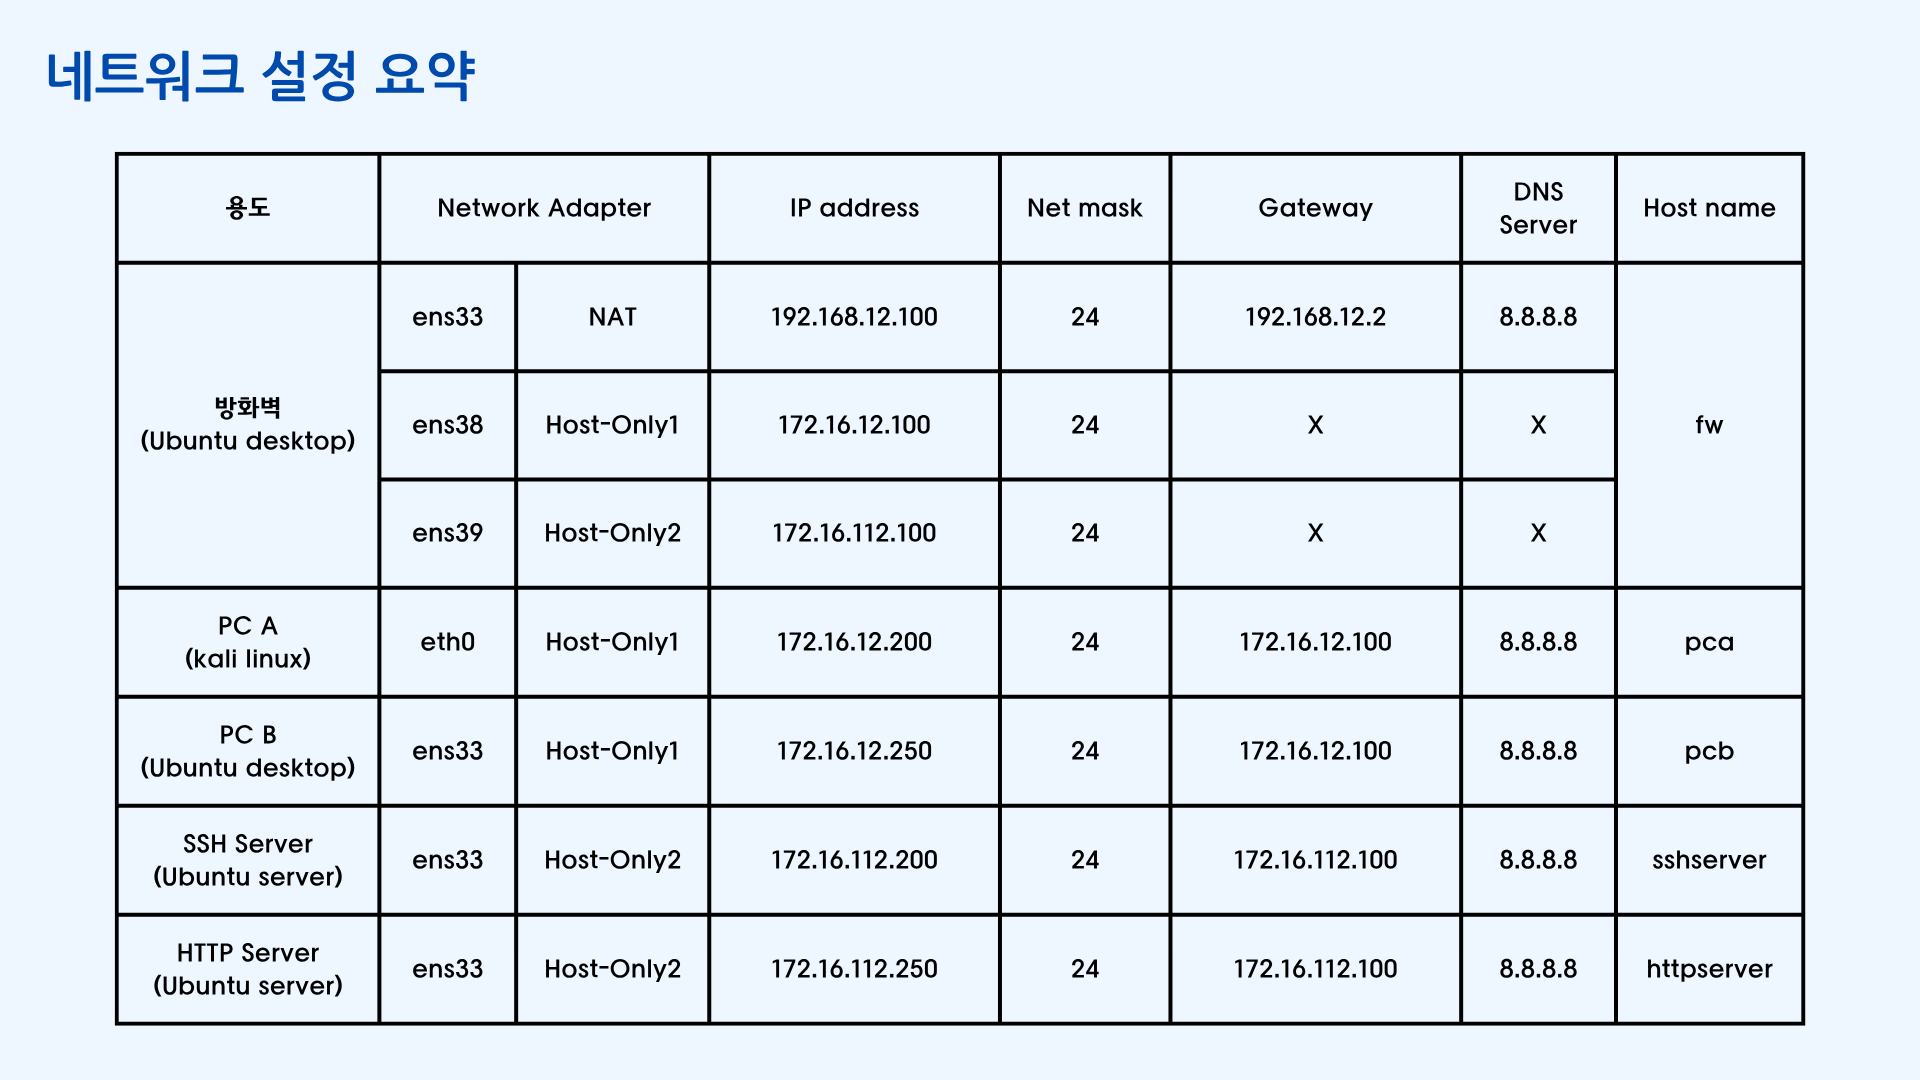 네트워크 설정 요약
용도
Network Adapter
IP address
Net mask
Gateway
DNS
Server
Host name
방화벽
(Ubuntu desktop)
ens33
NAT
192.168.12.100
24
192.168.12.2
8.8.8.8
fw
ens38
Host-Only1
172.16.12.100
24
X
X
ens39
Host-Only2
172.16.112.100
24
X
X
PC A
(kali linux)
eth0
Host-Only1
172.16.12.200
24
172.16.12.100
8.8.8.8
pca
PC B
(Ubuntu desktop)
ens33
Host-Only1
172.16.12.250
24
172.16.12.100
8.8.8.8
pcb
SSH Server
(Ubuntu server)
ens33
Host-Only2
172.16.112.200
24
172.16.112.100
8.8.8.8
sshserver
HTTP Server
(Ubuntu server)
ens33
Host-Only2
172.16.112.250
24
172.16.112.100
8.8.8.8
httpserver